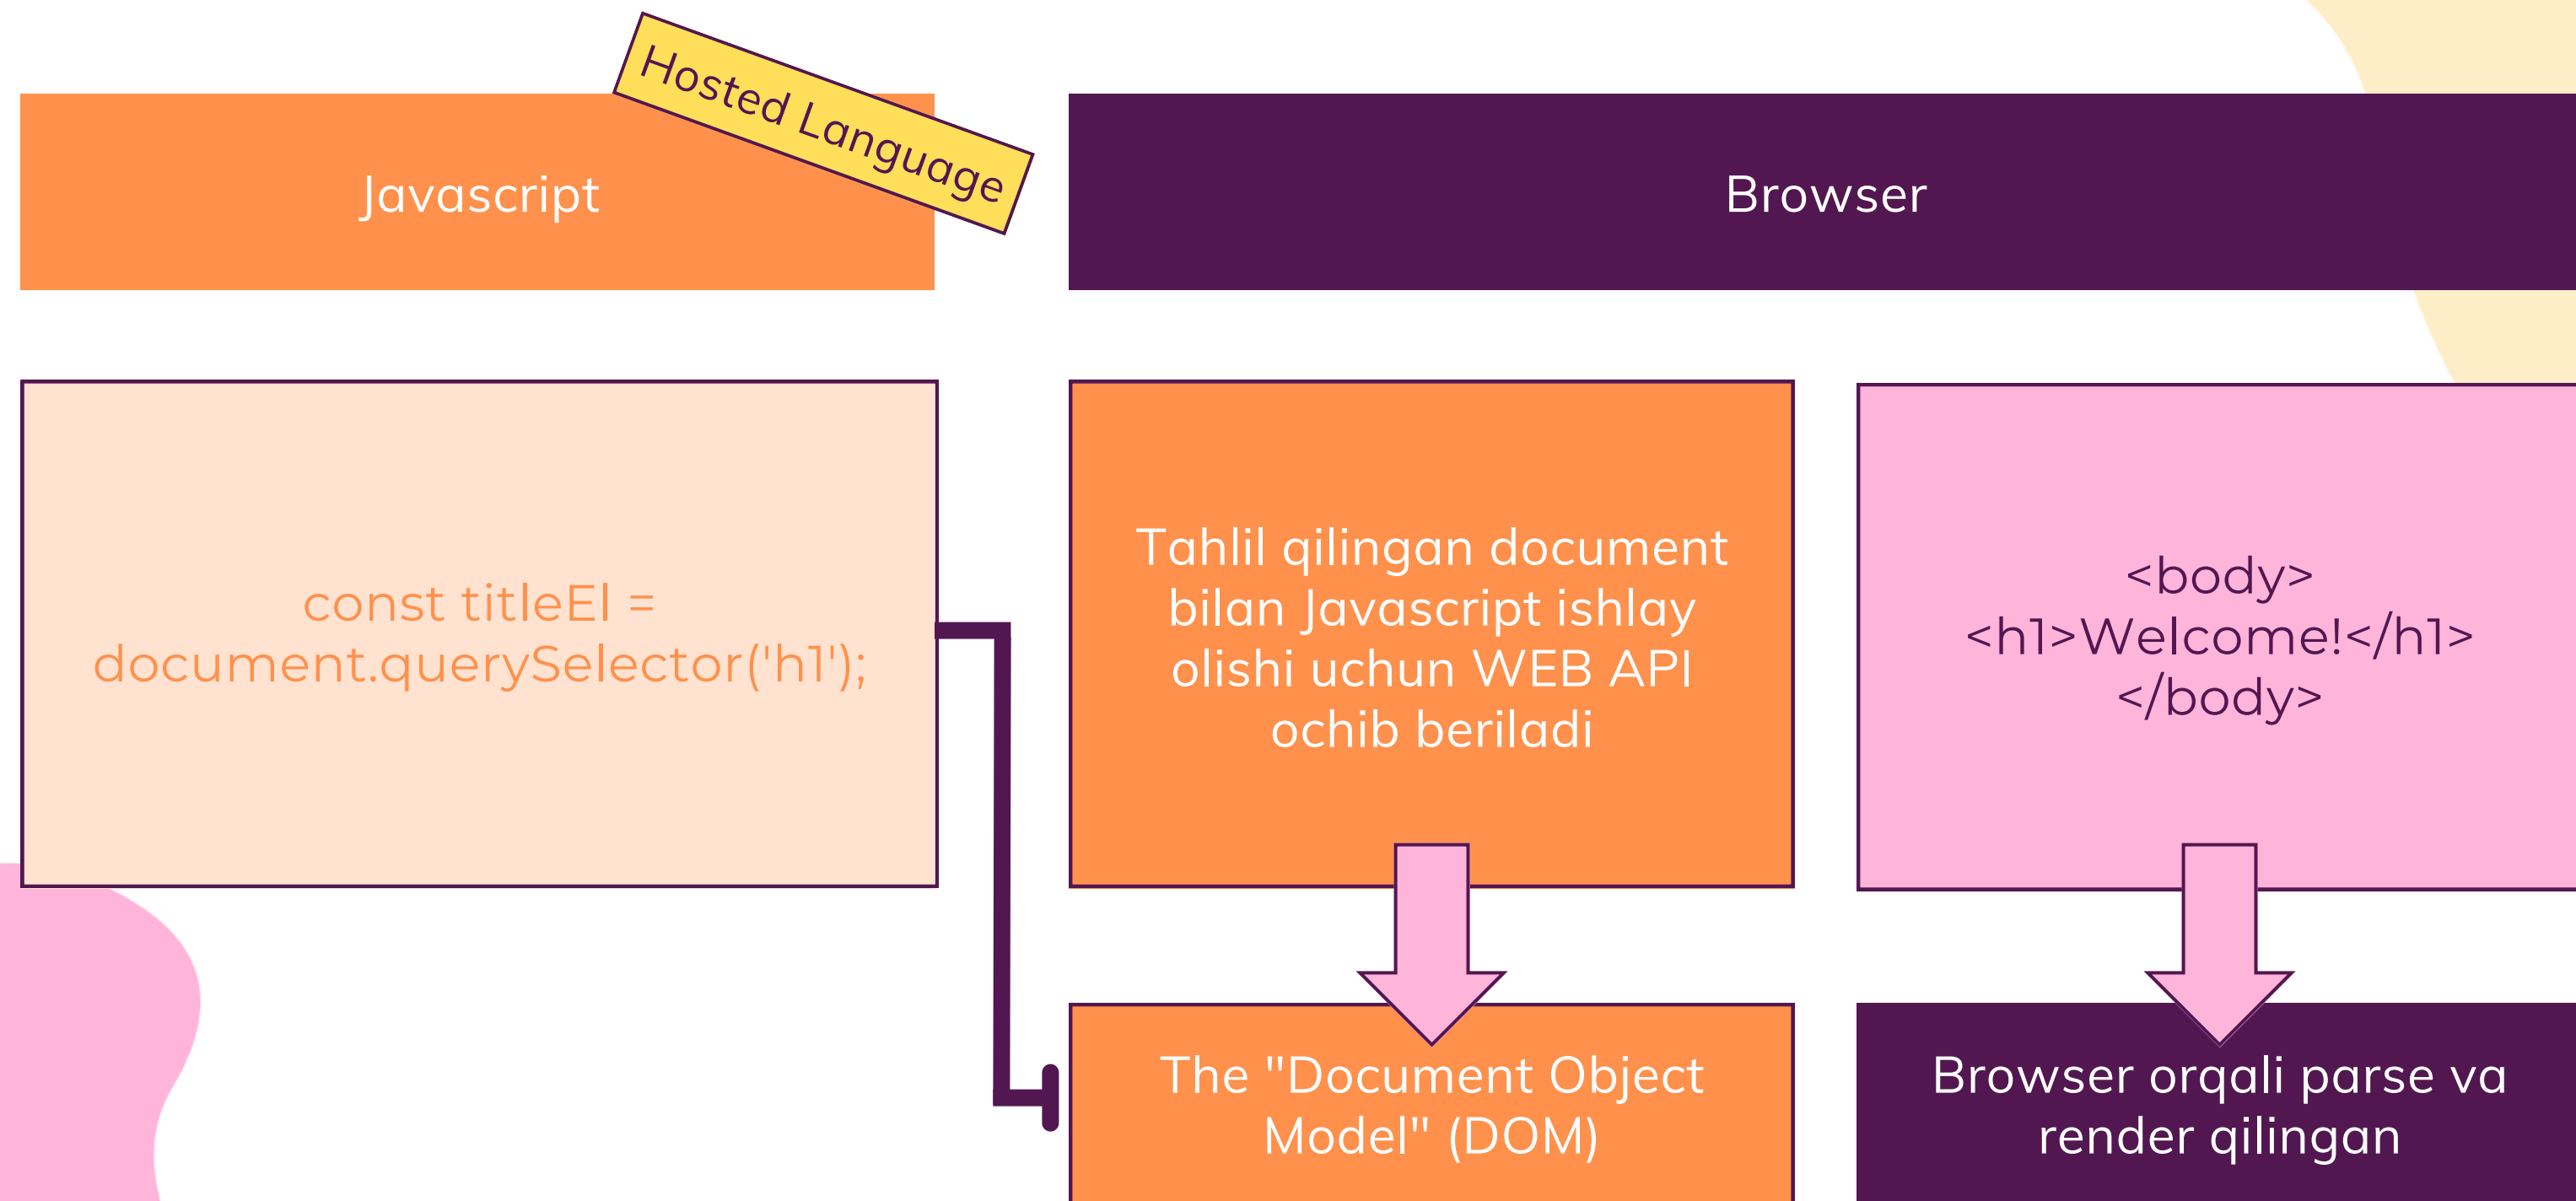 Hosted Language
Javascript
Browser
const titleEl =
document.querySelector('h1');
Tahlil qilingan document
bilan Javascript ishlay
olishi uchun WEB API
ochib beriladi
<body>
<h1>Welcome!</h1>
</body>
The "Document Object
Model" (DOM)
Browser orqali parse va
render qilingan